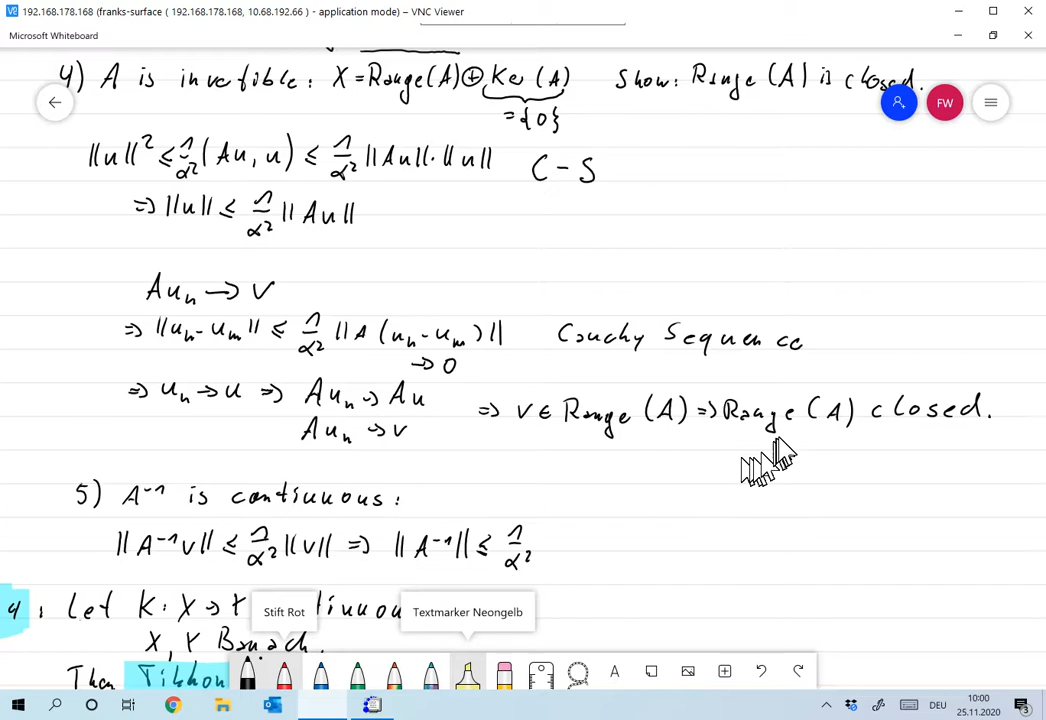 192.168.178.168 (franks-surface ( 192.168.178.168, 10.68.192.66 ) - application mode) – VNC Viewer
Microsoft Whiteboard
4) A is invertible: X = Range(A) ⊕ Ker (A) Show: Range (A) is closed.
= {0}
FW
||u||² ≤ 1/α² (Au, u) ≤ 1/α² ||Au|| · ||u|| C - S
⇒ ||u|| ≤ 1/α² ||Au||
Auₙ → v
⇒ ||uₙ - uₘ|| ≤ 1/α² ||A (uₙ - uₘ)|| Cauchy Sequence
→ 0
⇒ uₙ → u ⇒ Auₙ → Au ⇒ v ∈ Range (A) ⇒ Range (A) closed.
Auₙ → v
5) A⁻¹ is continuous:
||A⁻¹v|| ≤ 1/α² ||v|| ⇒ ||A⁻¹|| ≤ 1/α²
4: Let K: X → Y
X, Y Banach.
Then
Stift Rot
Textmarker Neongelb
A
DEU
10:00
25.11.2020
3